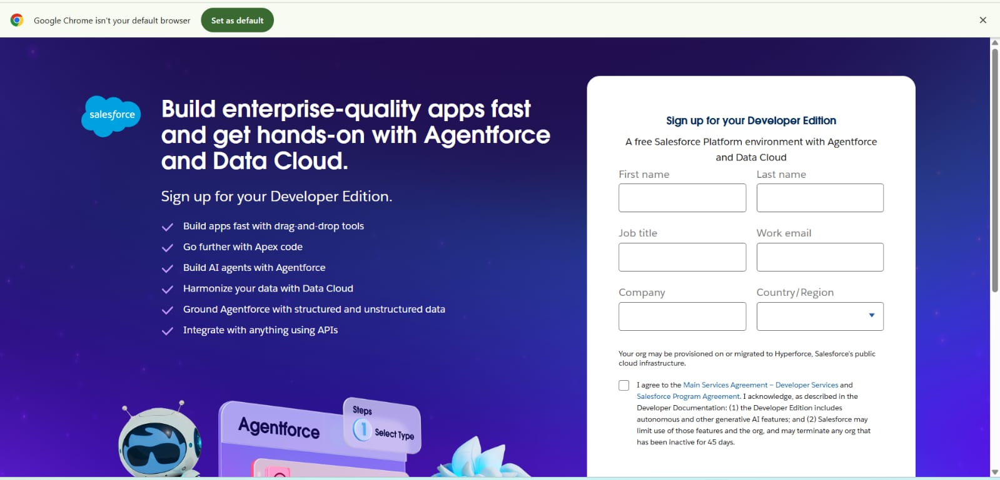 Google Chrome isn't your default browser
Set as default
salesforce
Build enterprise-quality apps fast
and get hands-on with Agentforce
and Data Cloud.
Sign up for your Developer Edition.
Build apps fast with drag-and-drop tools
Go further with Apex code
Build AI agents with Agentforce
Harmonize your data with Data Cloud
Ground Agentforce with structured and unstructured data
Integrate with anything using APIs
Agentforce
Steps
1 Select Type
Sign up for your Developer Edition
A free Salesforce Platform environment with Agentforce
and Data Cloud
First name
Last name
Job title
Work email
Company
Country/Region
Your org may be provisioned on or migrated to Hyperforce, Salesforce's public
cloud infrastructure.
I agree to the Main Services Agreement – Developer Services and
Salesforce Program Agreement. I acknowledge, as described in the
Developer Documentation: (1) the Developer Edition includes
autonomous and other generative AI features; and (2) Salesforce may
limit use of those features and the org, and may terminate any org that
has been inactive for 45 days.